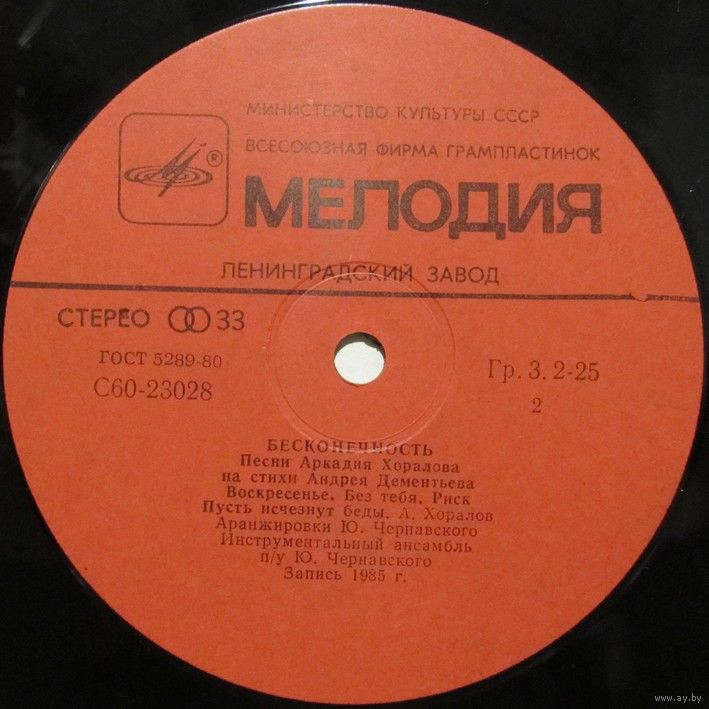 МИНИСТЕРСТВО КУЛЬТУРЫ СССР
ВСЕСОЮЗНАЯ ФИРМА ГРАМПЛАСТИНОК
®
МЕЛОДИЯ
ЛЕНИНГРАДСКИЙ ЗАВОД
СТЕРЕО 33
ГОСТ 5289-80
С60-23028
Гр. 3. 2-25
2
БЕСКОНЕЧНОСТЬ
Песни Аркадия Хоралова
на стихи Андрея Дементьева
Воскресенье. Без тебя. Риск
Пусть исчезнут беды. А. Хоралов
Аранжировки Ю. Чернавского
Инструментальный ансамбль
п/у Ю. Чернавского
Запись 1985 г.
www.ay.by